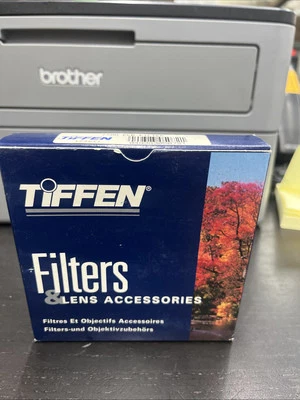 brother
TIFFEN
TiFFEN®
Filters
& LENS ACCESSORIES
Filtres Et Objectifs Accessoires
Filters-und Objektivzubehörs